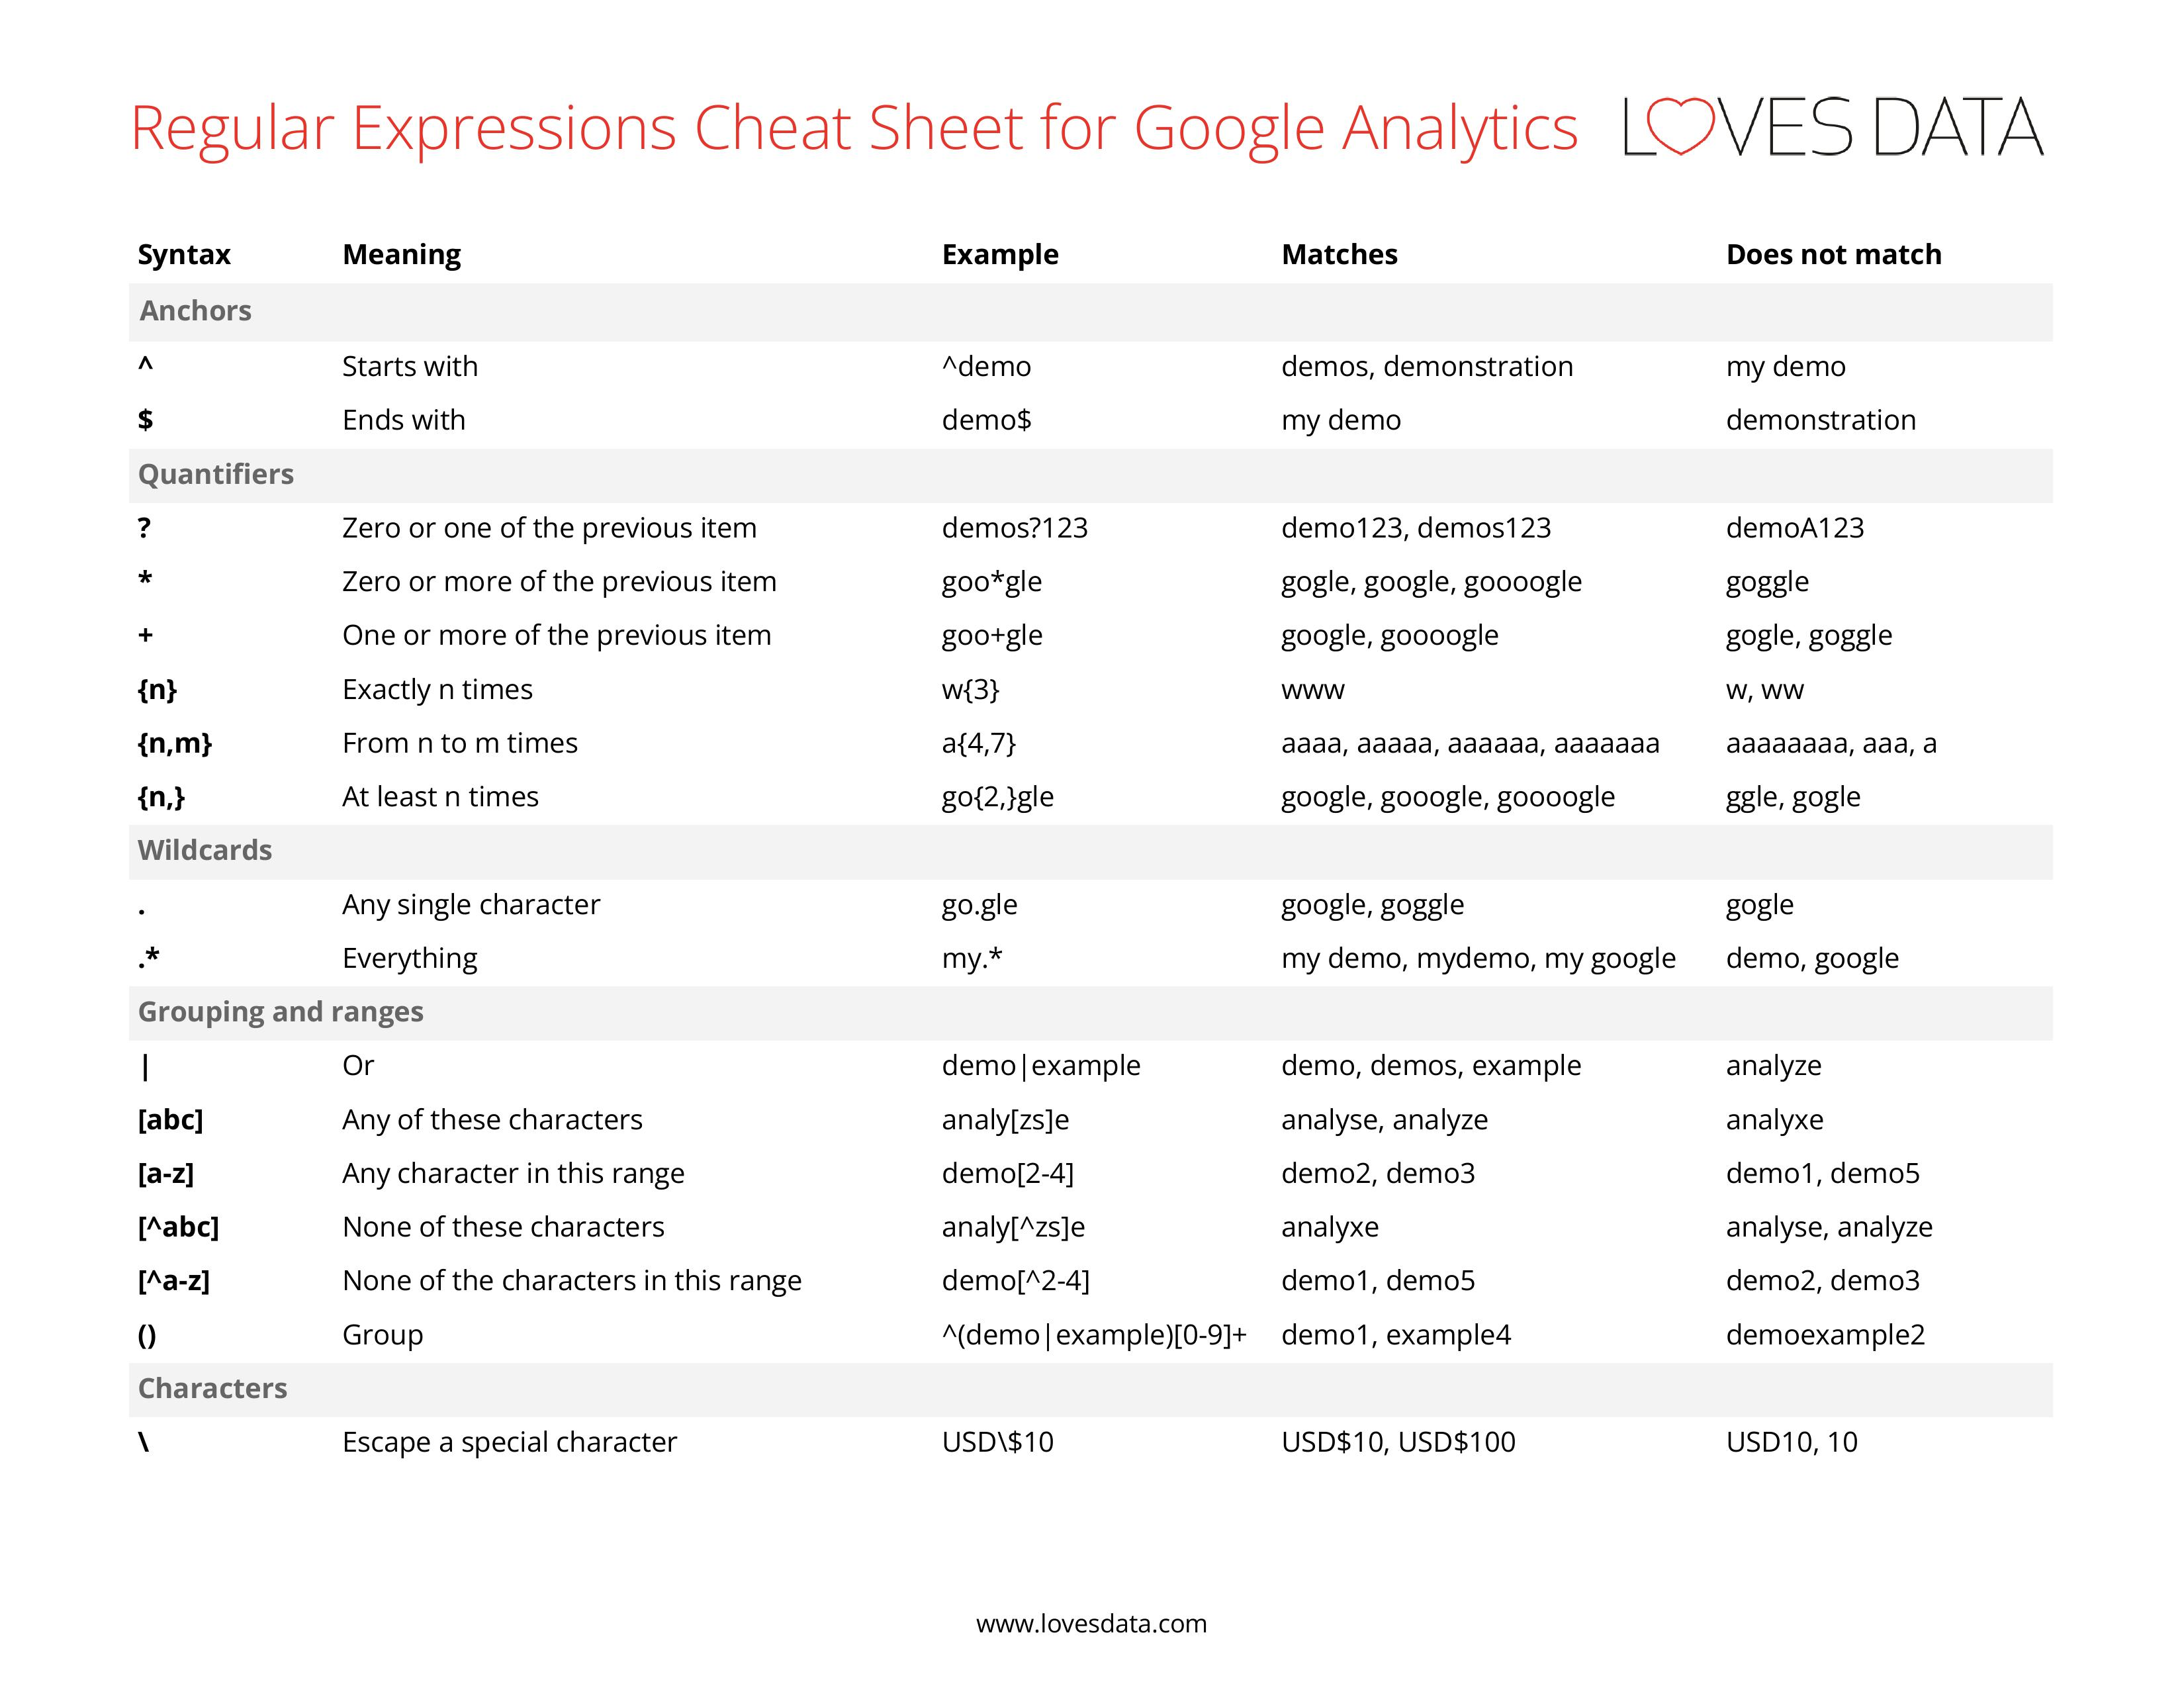 Regular Expressions Cheat Sheet for Google Analytics LOVES DATA
Syntax Meaning Example Matches Does not match
Anchors
^ Starts with ^demo demos, demonstration my demo
$ Ends with demo$ my demo demonstration
Quantifiers
? Zero or one of the previous item demos?123 demo123, demos123 demoA123
* Zero or more of the previous item goo*gle gogle, google, goooogle goggle
+ One or more of the previous item goo+gle google, goooogle gogle, goggle
{n} Exactly n times w{3} www w, ww
{n,m} From n to m times a{4,7} aaaa, aaaaa, aaaaaa, aaaaaaa aaaaaaaa, aaa, a
{n,} At least n times go{2,}gle google, gooogle, goooogle ggle, gogle
Wildcards
. Any single character go.gle google, goggle gogle
.* Everything my.* my demo, mydemo, my google demo, google
Grouping and ranges
| Or demo|example demo, demos, example analyze
[abc] Any of these characters analy[zs]e analyse, analyze analyxe
[a-z] Any character in this range demo[2-4] demo2, demo3 demo1, demo5
[^abc] None of these characters analy[^zs]e analyxe analyse, analyze
[^a-z] None of the characters in this range demo[^2-4] demo1, demo5 demo2, demo3
() Group ^(demo|example)[0-9]+ demo1, example4 demoexample2
Characters
\ Escape a special character USD\$10 USD$10, USD$100 USD10, 10
www.lovesdata.com